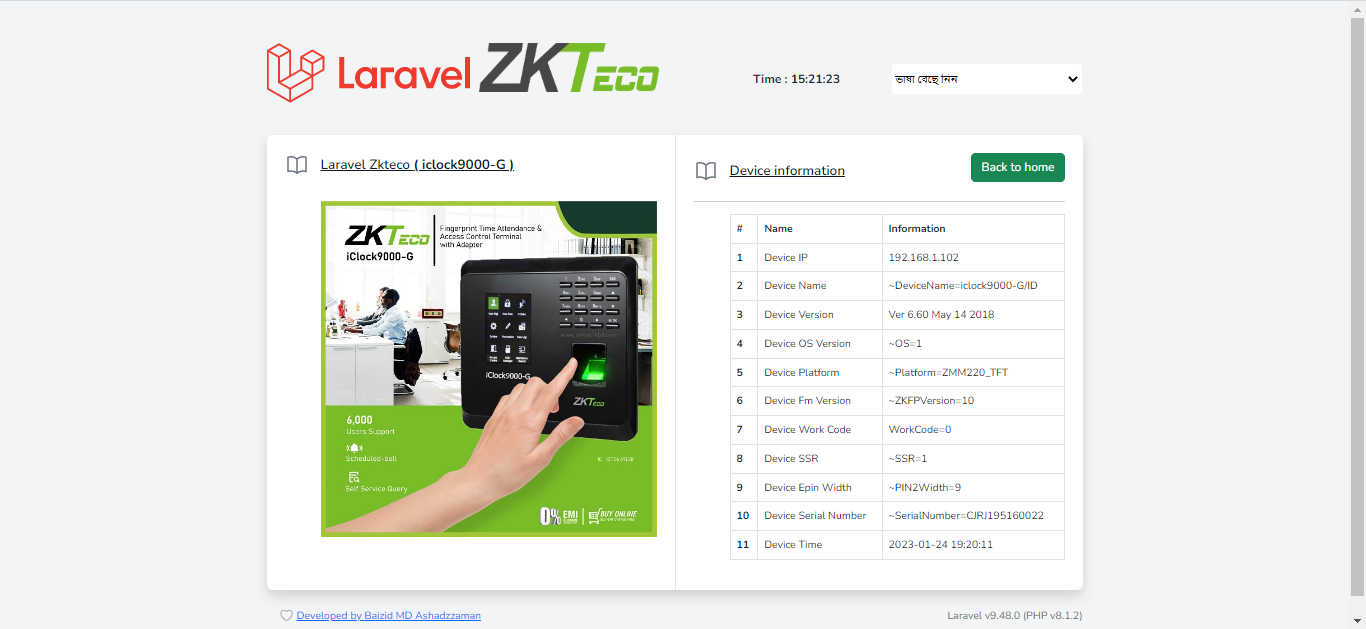 Laravel ZKTeco
Time : 15:21:23
ভাষা বেছে নিন
Laravel Zkteco ( iclock9000-G )
ZKTeco
iClock9000-G
Fingerprint Time Attendance &
Access Control Terminal
with Adapter
iClock9000-G
ZKTeco
6,000
Users Support
Scheduled-bell
Self Service Query
0% EMI
BUY ONLINE
Device information
Back to home
# Name Information
1 Device IP 192.168.1.102
2 Device Name ~DeviceName=iclock9000-G/ID
3 Device Version Ver 6.60 May 14 2018
4 Device OS Version ~OS=1
5 Device Platform ~Platform=ZMM220_TFT
6 Device Fm Version ~ZKFPVersion=10
7 Device Work Code WorkCode=0
8 Device SSR ~SSR=1
9 Device Epin Width ~PIN2Width=9
10 Device Serial Number ~SerialNumber=CJRJ195160022
11 Device Time 2023-01-24 19:20:11
Developed by Baizid MD Ashadzzaman
Laravel v9.48.0 (PHP v8.1.2)